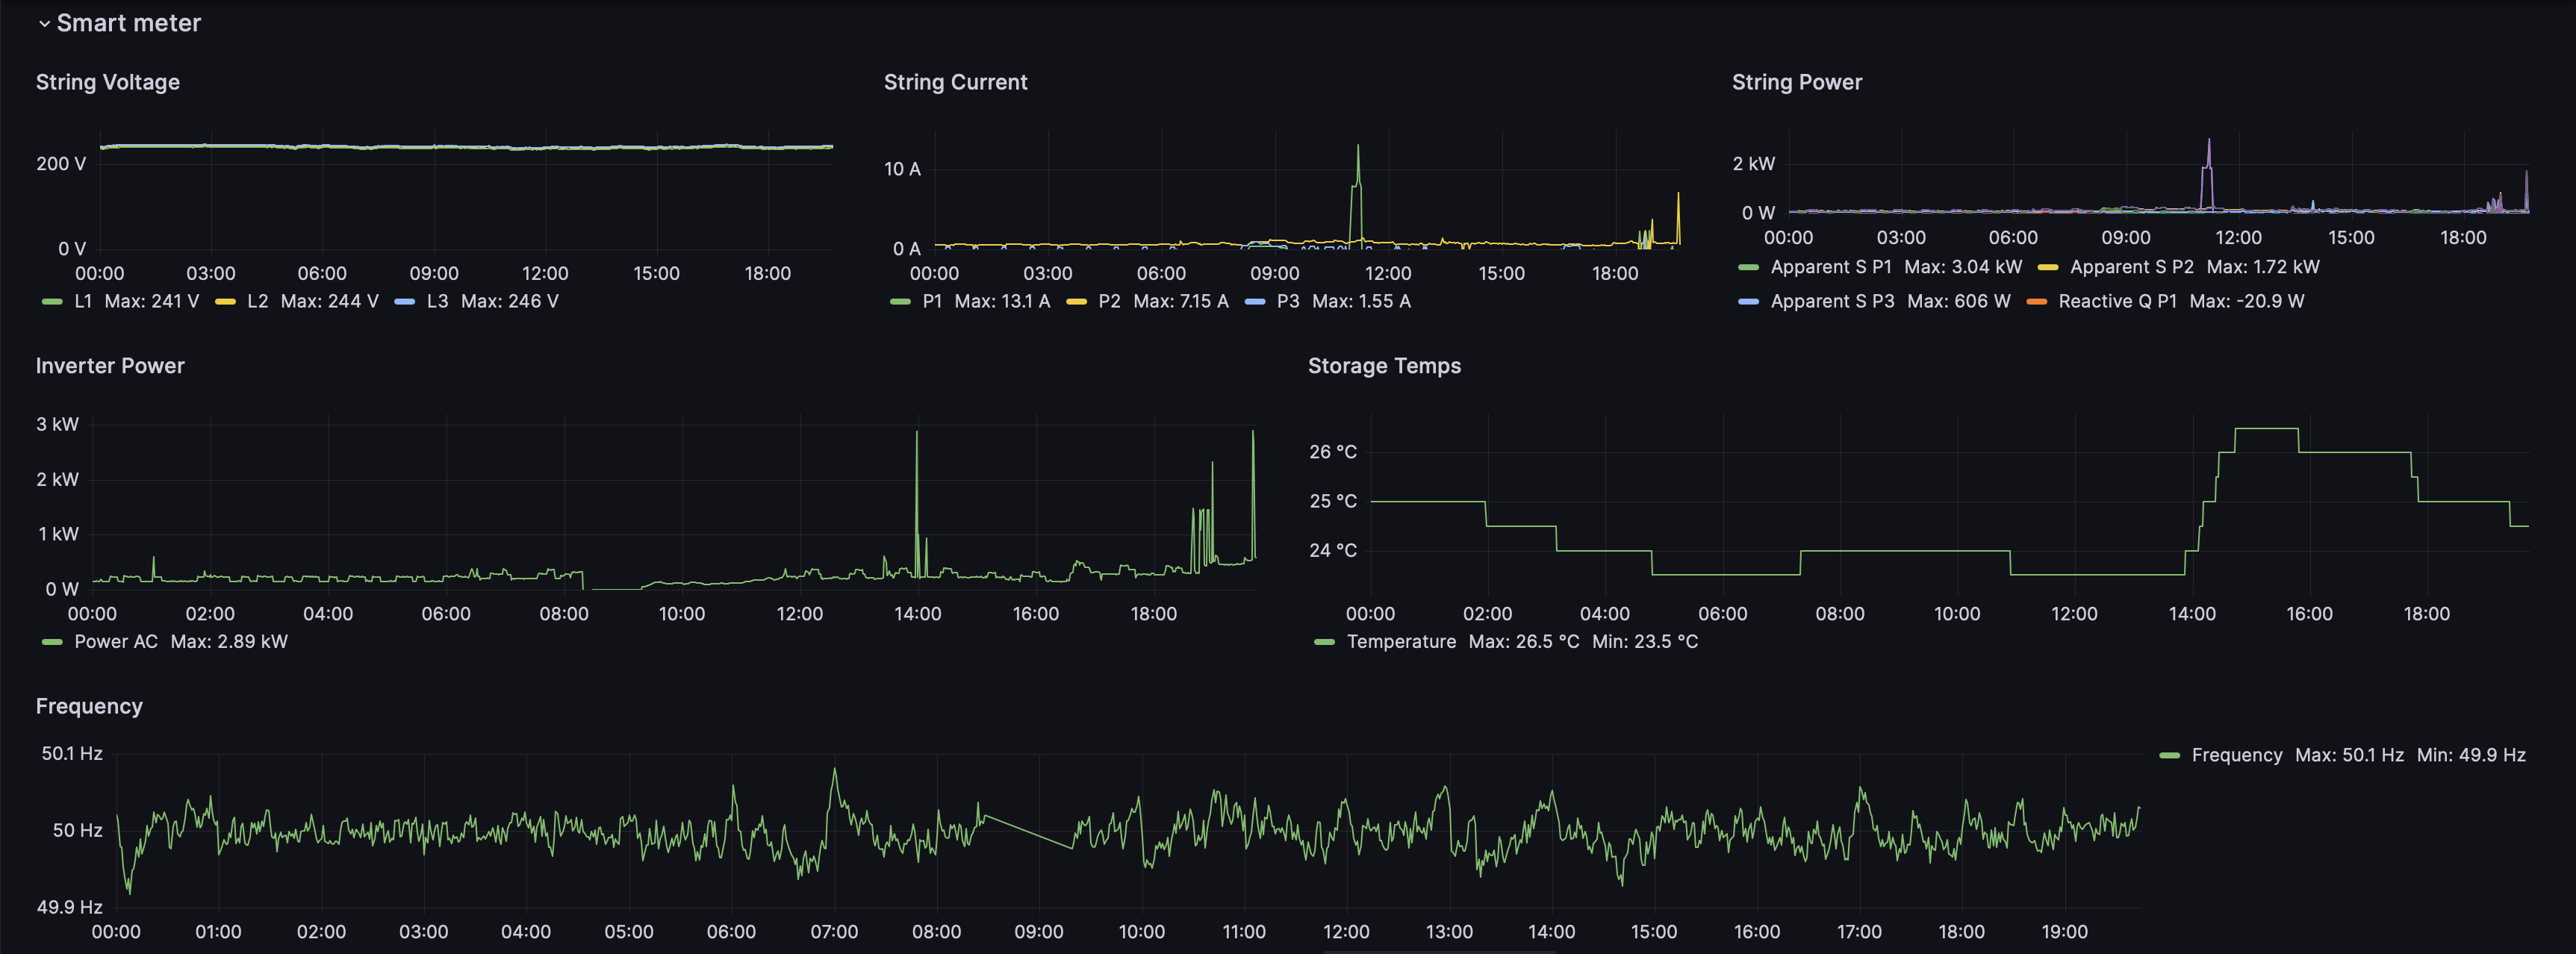 Smart meter
String Voltage
200 V
0 V
00:00 03:00 06:00 09:00 12:00 15:00 18:00
L1 Max: 241 V L2 Max: 244 V L3 Max: 246 V
String Current
10 A
0 A
00:00 03:00 06:00 09:00 12:00 15:00 18:00
P1 Max: 13.1 A P2 Max: 7.15 A P3 Max: 1.55 A
String Power
2 kW
0 W
00:00 03:00 06:00 09:00 12:00 15:00 18:00
Apparent S P1 Max: 3.04 kW Apparent S P2 Max: 1.72 kW
Apparent S P3 Max: 606 W Reactive Q P1 Max: -20.9 W
Inverter Power
3 kW
2 kW
1 kW
0 W
00:00 02:00 04:00 06:00 08:00 10:00 12:00 14:00 16:00 18:00
Power AC Max: 2.89 kW
Storage Temps
26 °C
25 °C
24 °C
00:00 02:00 04:00 06:00 08:00 10:00 12:00 14:00 16:00 18:00
Temperature Max: 26.5 °C Min: 23.5 °C
Frequency
50.1 Hz
50 Hz
49.9 Hz
00:00 01:00 02:00 03:00 04:00 05:00 06:00 07:00 08:00 09:00 10:00 11:00 12:00 13:00 14:00 15:00 16:00 17:00 18:00 19:00
Frequency Max: 50.1 Hz Min: 49.9 Hz